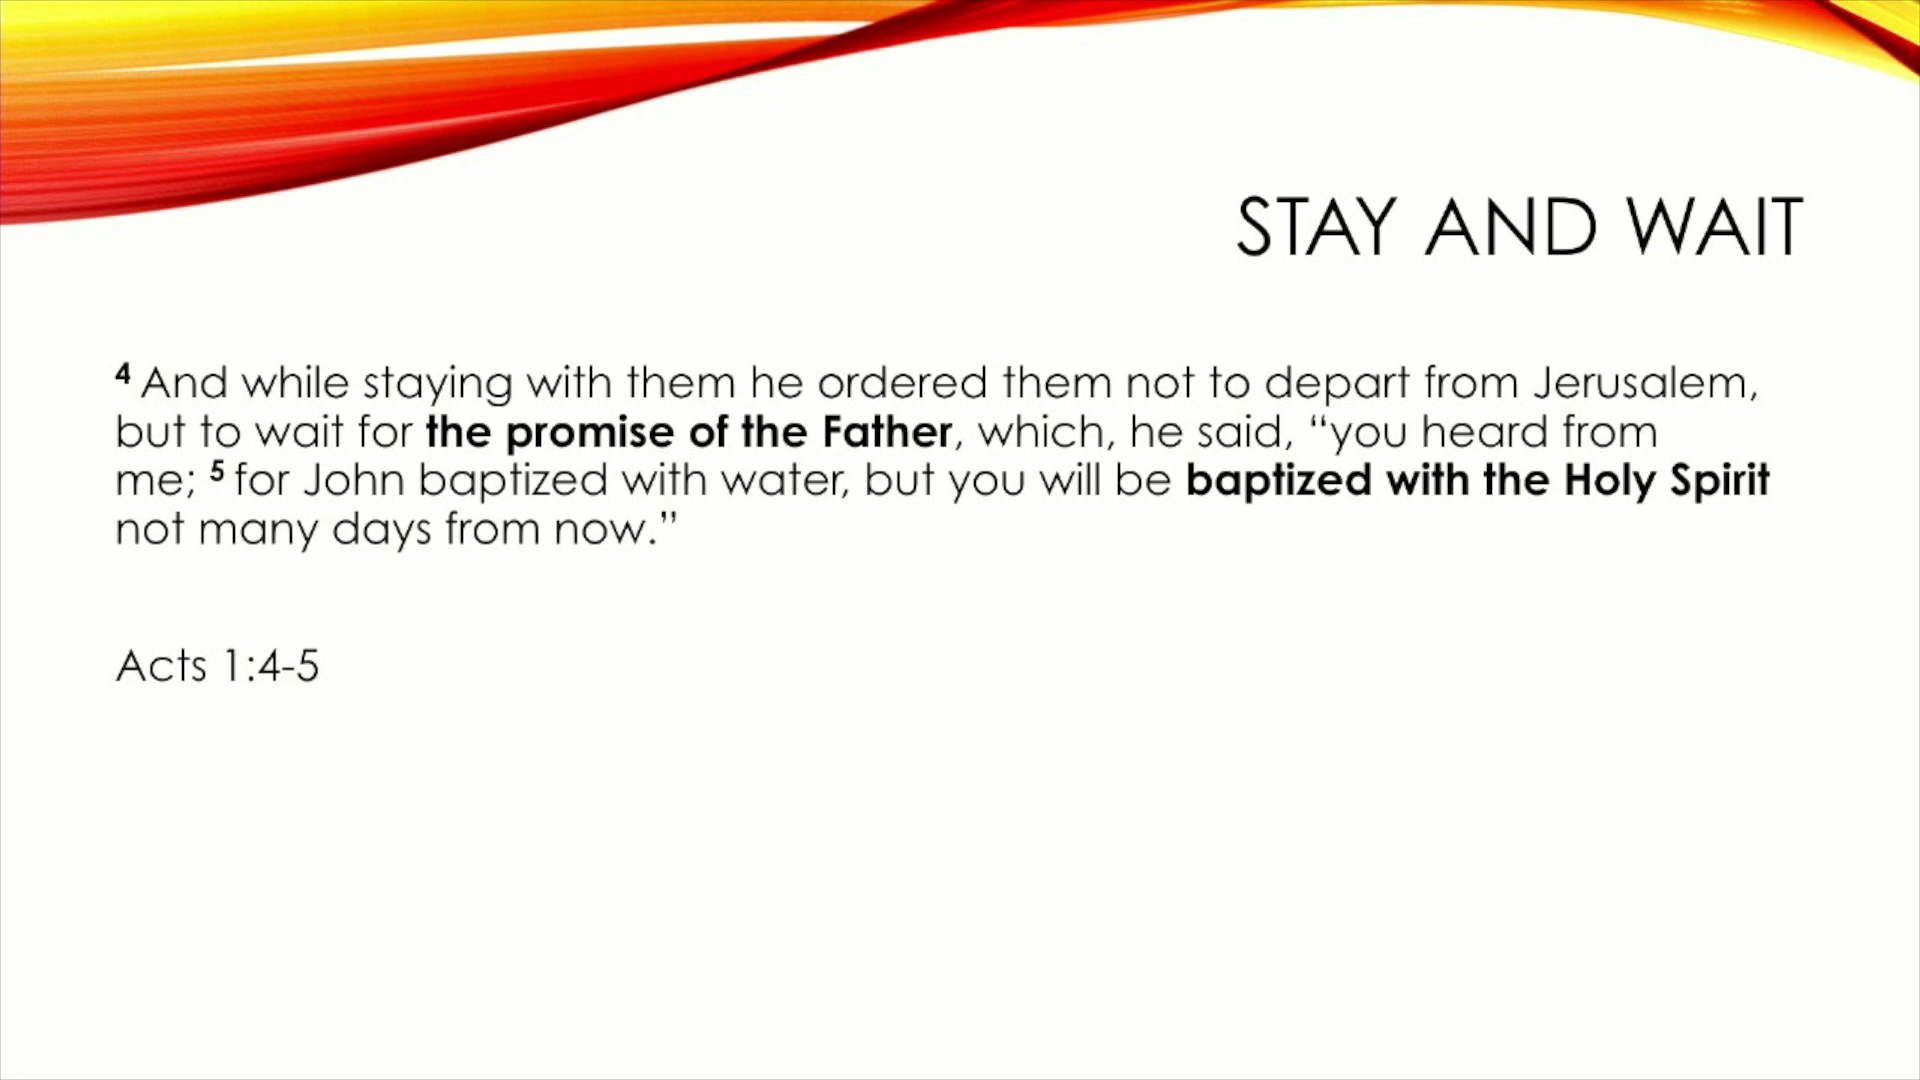 STAY AND WAIT
4 And while staying with them he ordered them not to depart from Jerusalem,
but to wait for the promise of the Father, which, he said, “you heard from
me; 5 for John baptized with water, but you will be baptized with the Holy Spirit
not many days from now.”
Acts 1:4-5